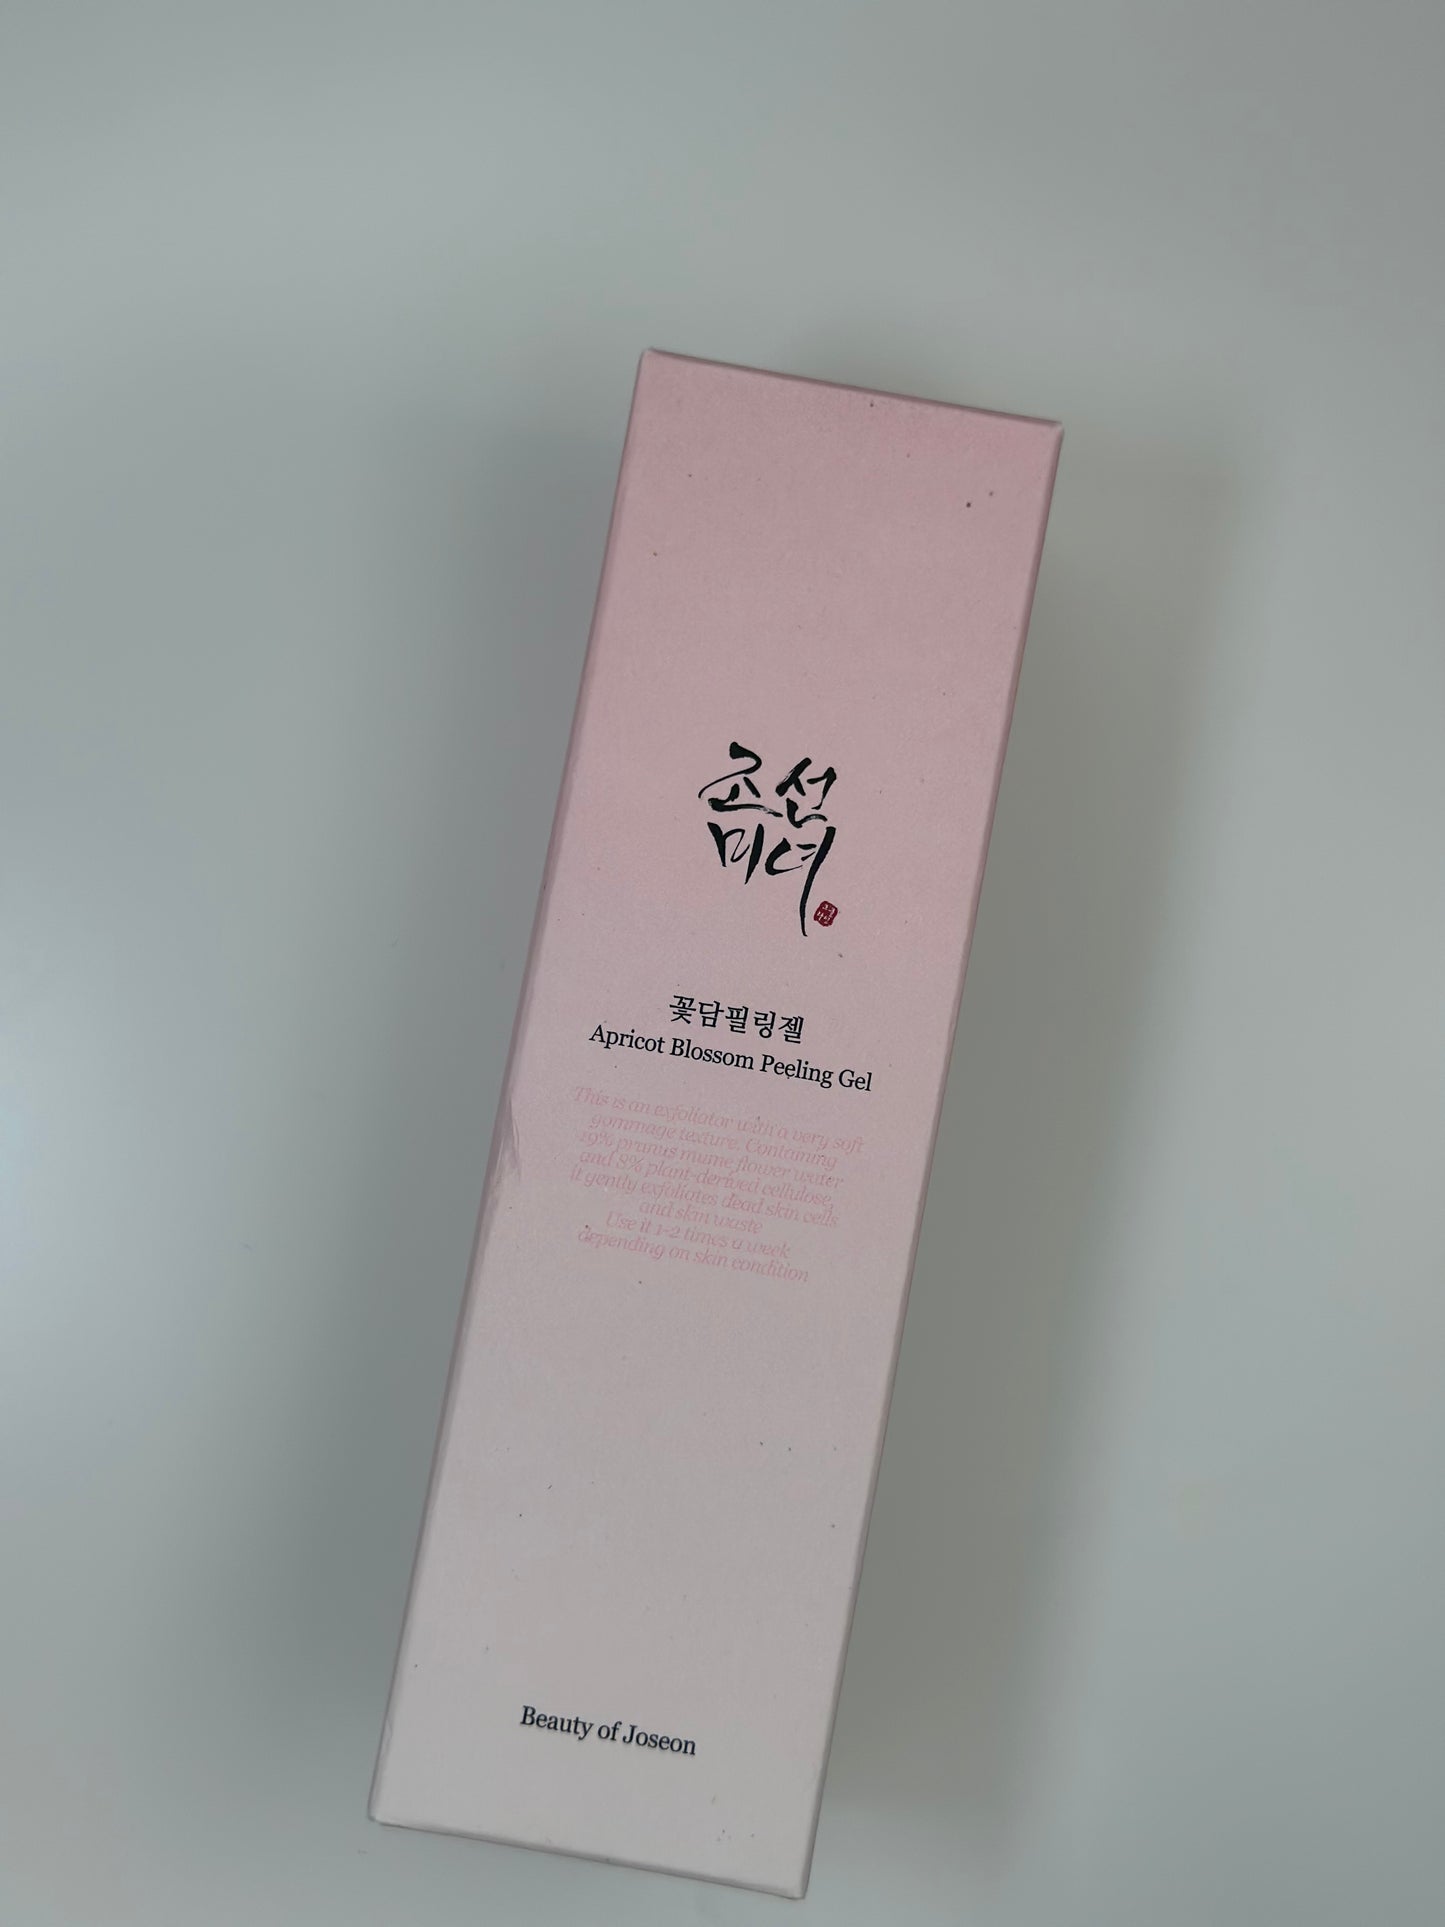 조선
미녀
꽃담필링젤
Apricot Blossom Peeling Gel
This is an exfoliator with a very soft
gommage texture. Containing
19% prunus mume flower water
and 8% plant-derived cellulose,
it gently exfoliates dead skin cells
and skin waste
Use it 1-2 times a week
depending on skin condition
Beauty of Joseon